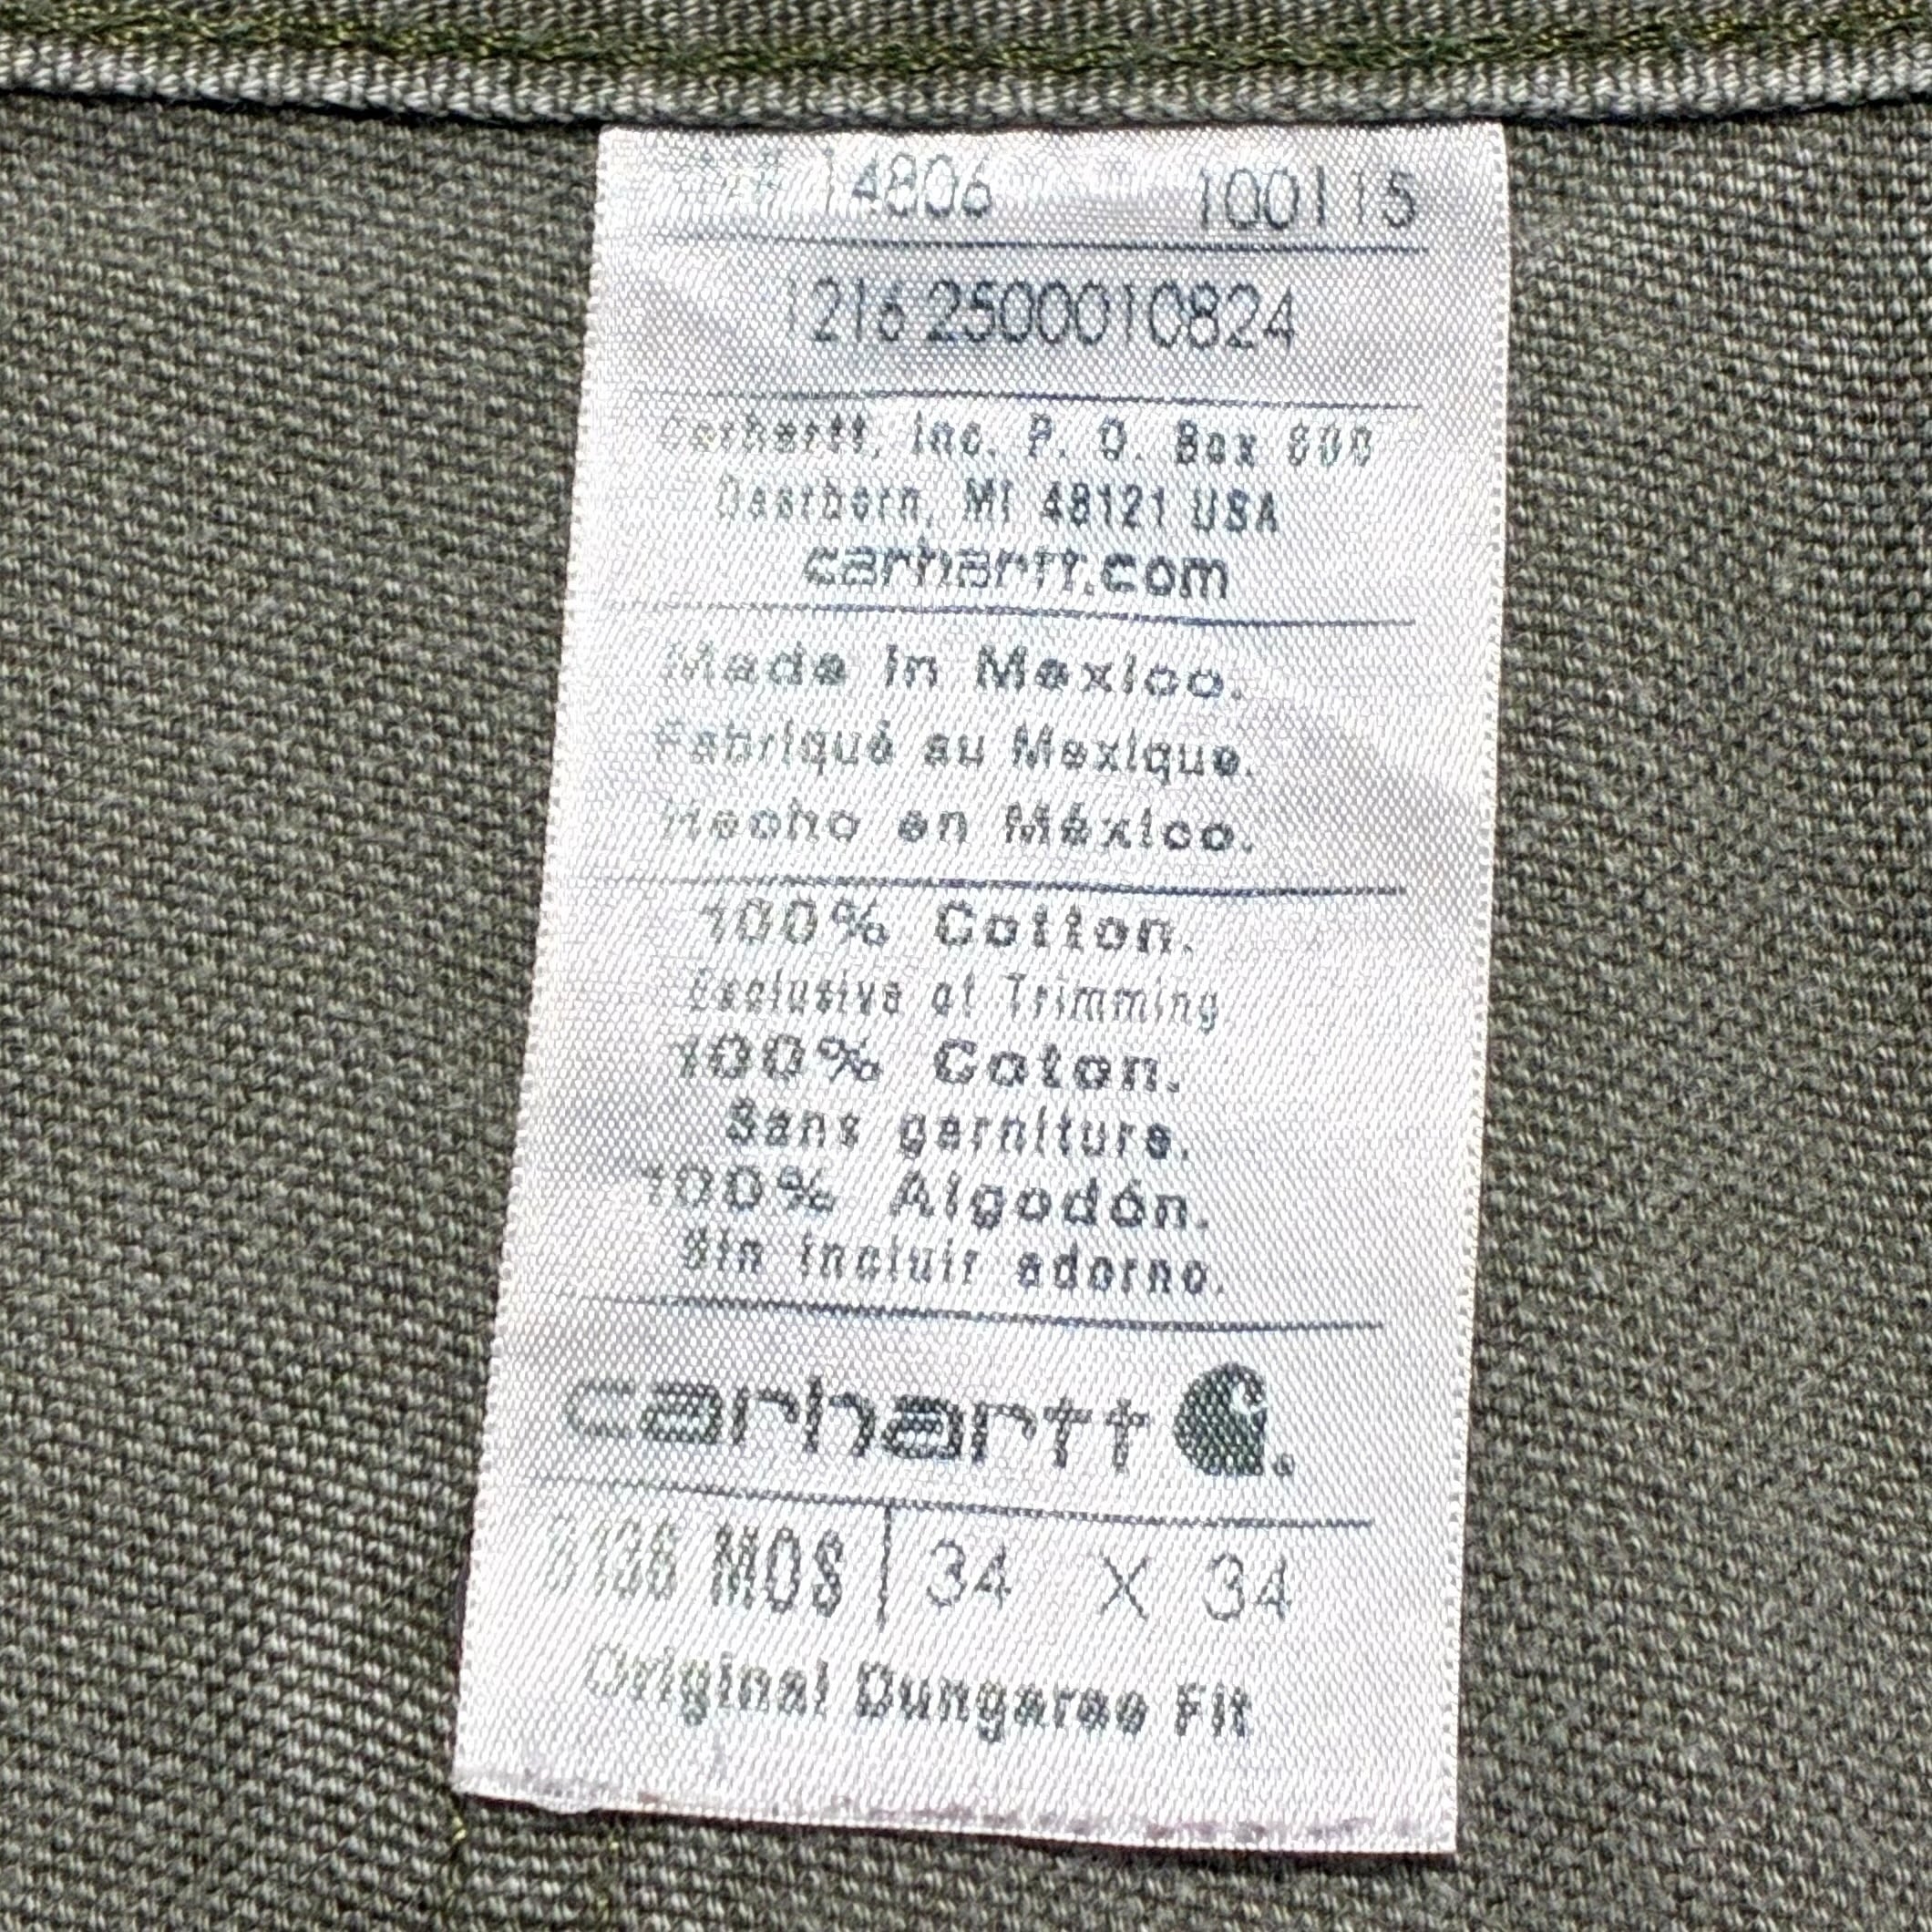 14806 100115
1216 2500010824
Carhartt, Inc. P. O. Box 600
Dearborn, MI 48121 USA
carhartt.com
Made in Mexico.
Fabriqué au Mexique.
Hecho en México.
100% Cotton.
Exclusive of Trimming
100% Coton.
Sans garniture.
100% Algodón.
Sin incluir adorno.
carhartt
MOS 34 X 34
Original Dungaree Fit